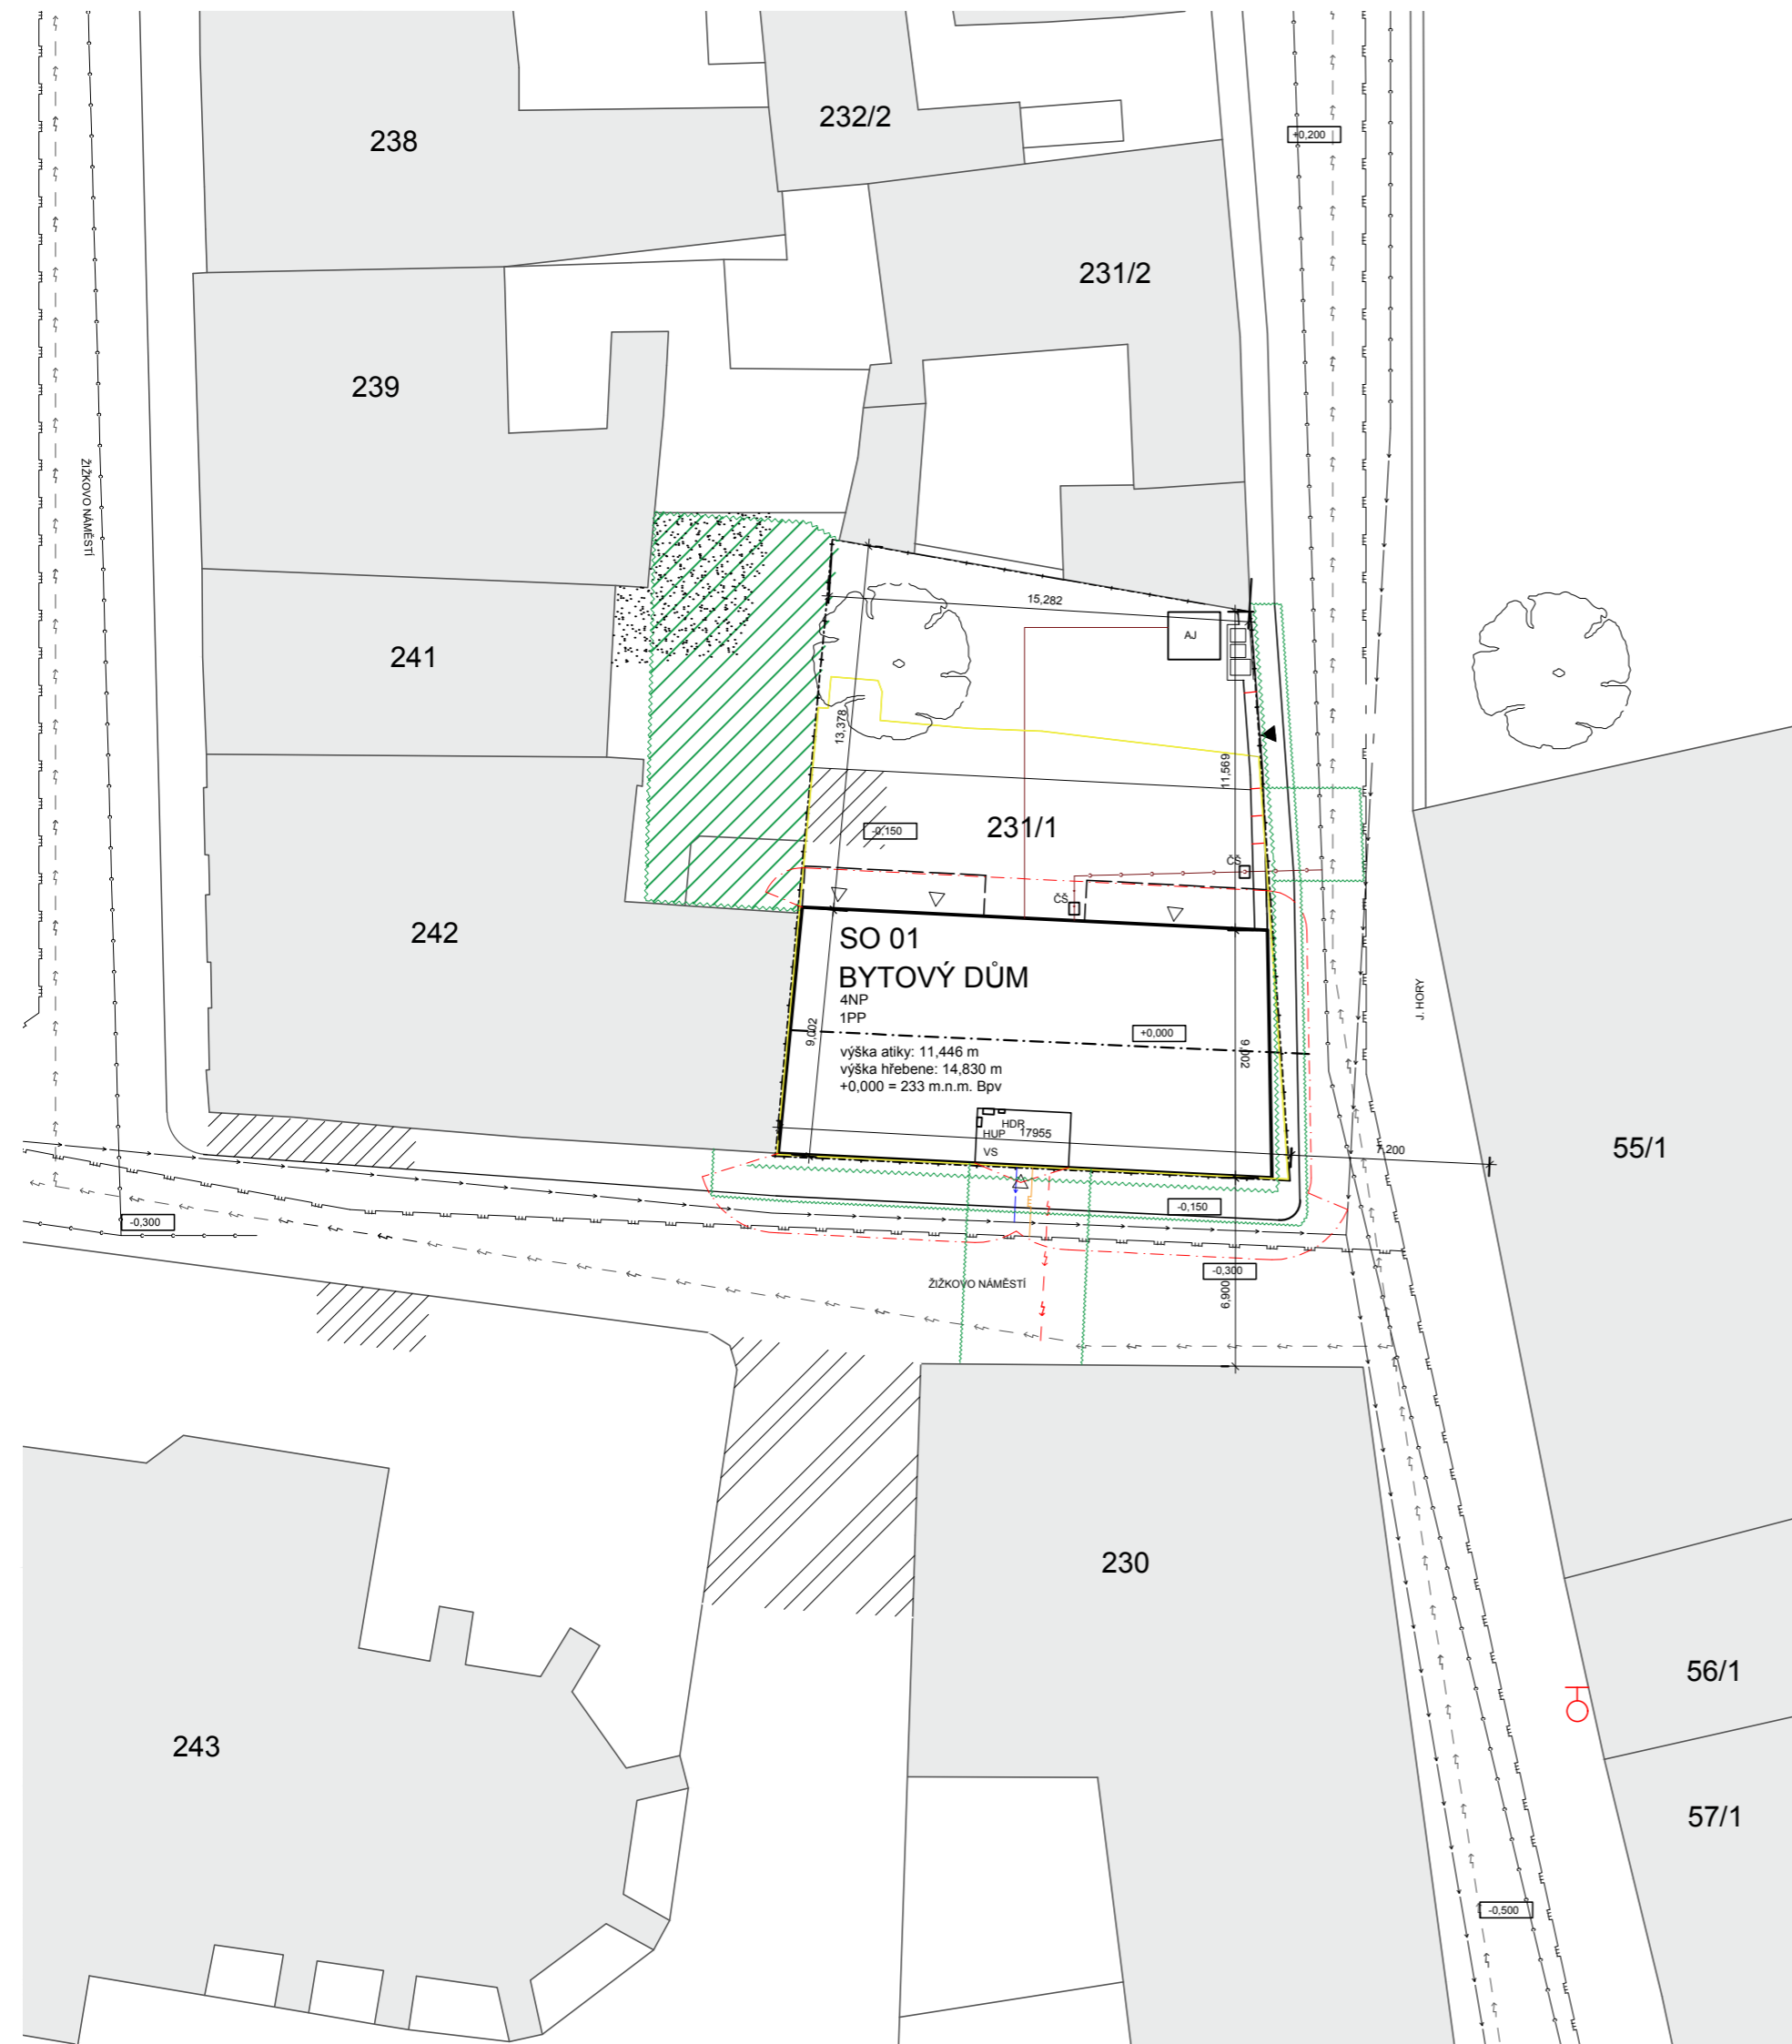 238
232/2
+0,200
231/2
239
ŽIŽKOVO NÁMĚSTÍ
15,282
AJ
241
13,378
11,569
231/1
-0,150
ČŠ
ČŠ
242
SO 01
BYTOVÝ DŮM
4NP
1PP
J. HORY
9,002
+0,000
9,002
výška atiky: 11,446 m
výška hřebene: 14,830 m
+0,000 = 233 m.n.m. Bpv
HDR
HUP
17955
VS
7,200
55/1
-0,150
-0,300
-0,300
ŽIŽKOVO NÁMĚSTÍ
6,900
230
56/1
243
57/1
-0,500